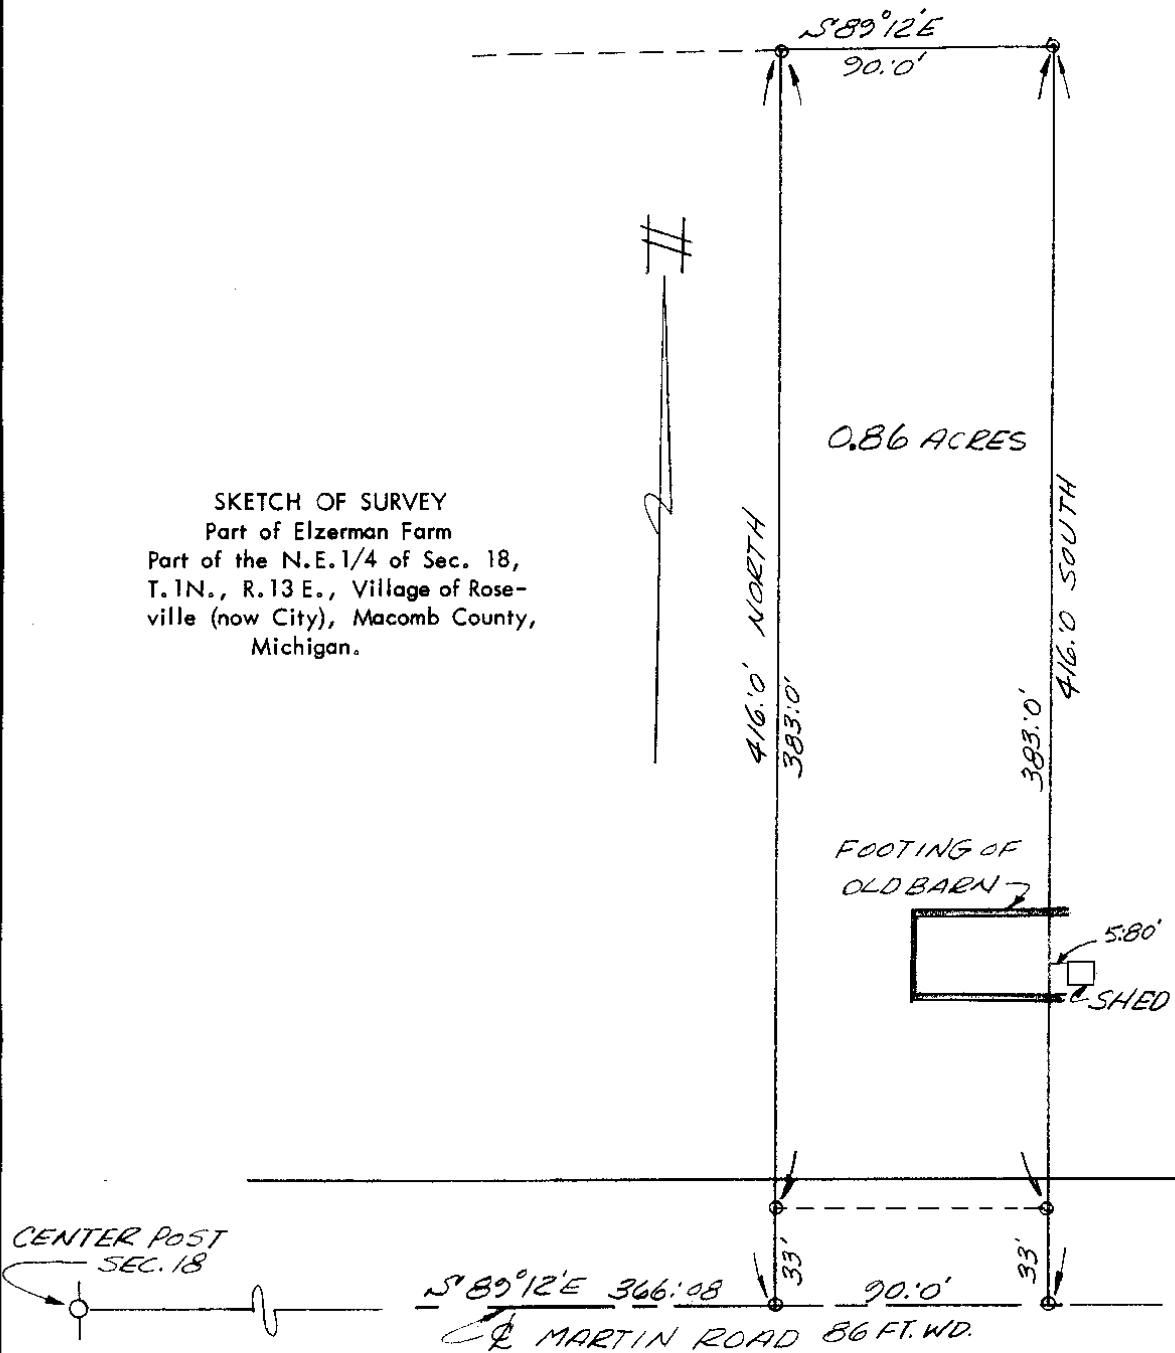 S 89°12'E
90.0'
0.86 ACRES
SKETCH OF SURVEY
Part of Elzerman Farm
Part of the N.E.1/4 of Sec. 18,
T.1N., R.13 E., Village of Rose-
ville (now City), Macomb County,
Michigan.
416.0' NORTH
383.0'
383.0'
416.0 SOUTH
FOOTING OF
OLD BARN
5.80'
SHED
CENTER POST
SEC. 18
33'
33'
S 89°12'E 366.08
90.0'
℄ MARTIN ROAD 86 FT. WD.